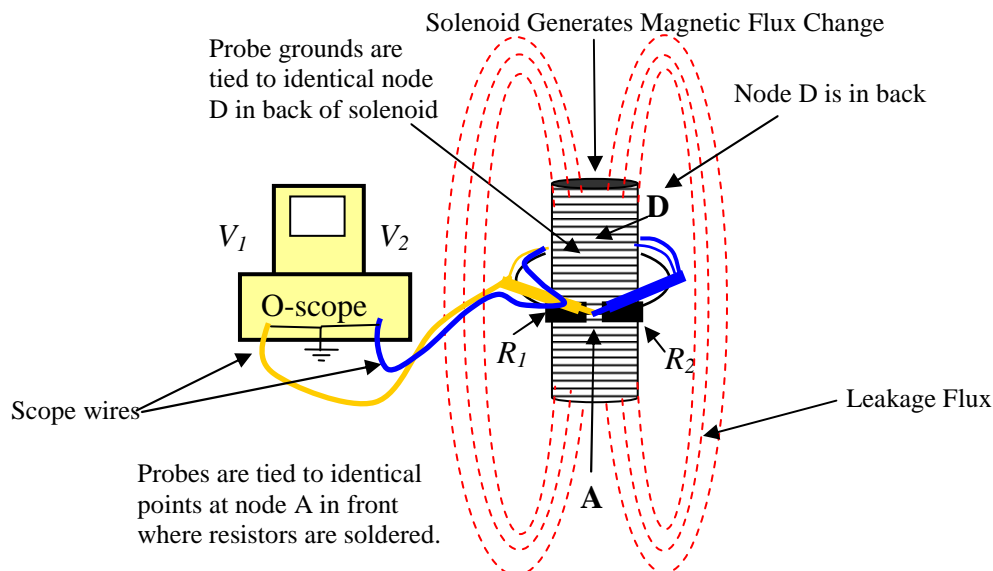 Solenoid Generates Magnetic Flux Change
Probe grounds are
tied to identical node
D in back of solenoid
Node D is in back
D
V1
V2
O-scope
R1
R2
Scope wires
Leakage Flux
Probes are tied to identical
points at node A in front
where resistors are soldered.
A